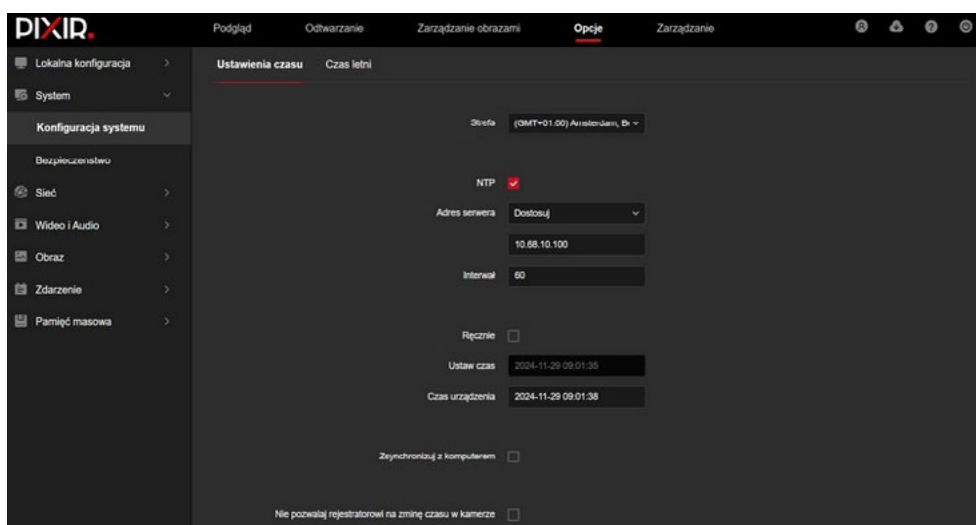 PIXIR.
Podgląd Odtwarzanie Zarządzanie obrazami Opcje Zarządzanie
Lokalna konfiguracja
System
Konfiguracja systemu
Bezpieczeństwo
Sieć
Wideo i Audio
Obraz
Zdarzenie
Pamięć masowa
Ustawienia czasu Czas letni
Strefa (GMT+01:00) Amsterdam, Be
NTP
Adres serwera Dostosuj
10.68.10.100
Interwał 60
Ręcznie
Ustaw czas 2024-11-29 09:01:35
Czas urządzenia 2024-11-29 09:01:38
Zsynchronizuj z komputerem
Nie pozwalaj rejestratorowi na zminę czasu w kamerze